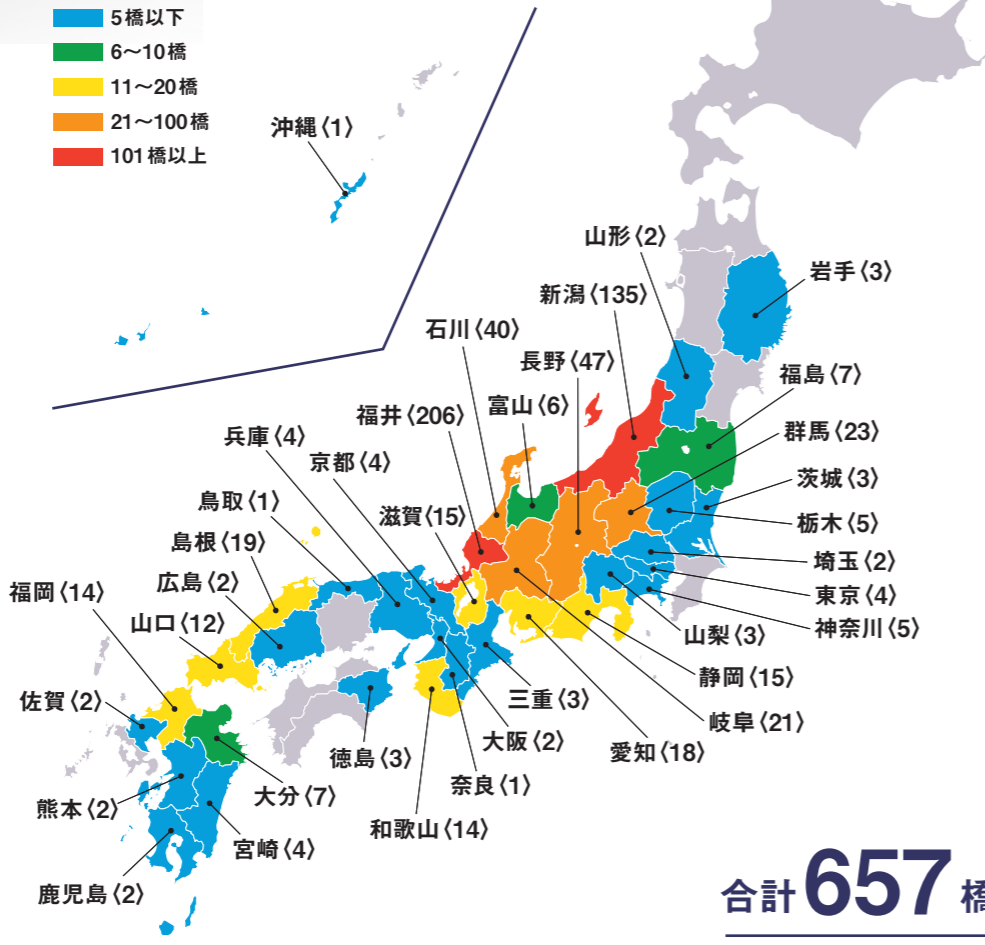 5橋以下
6〜10橋
11〜20橋
21〜100橋
101橋以上
沖縄〈1〉
山形〈2〉
岩手〈3〉
新潟〈135〉
石川〈40〉
長野〈47〉
福島〈7〉
富山〈6〉
福井〈206〉
群馬〈23〉
兵庫〈4〉
京都〈4〉
茨城〈3〉
鳥取〈1〉
滋賀〈15〉
栃木〈5〉
島根〈19〉
埼玉〈2〉
広島〈2〉
福岡〈14〉
東京〈4〉
山口〈12〉
神奈川〈5〉
山梨〈3〉
静岡〈15〉
佐賀〈2〉
三重〈3〉
岐阜〈21〉
大阪〈2〉
愛知〈18〉
徳島〈3〉
奈良〈1〉
大分〈7〉
熊本〈2〉
和歌山〈14〉
宮崎〈4〉
鹿児島〈2〉
合計657橋